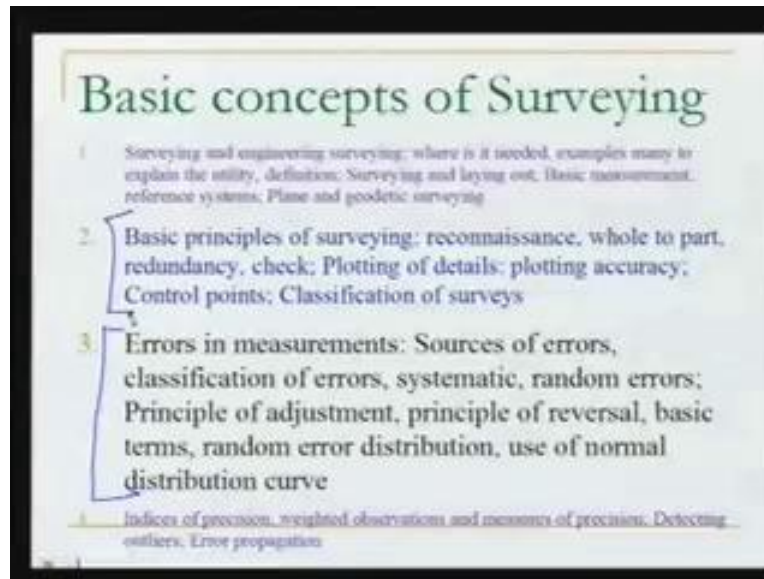 Basic concepts of Surveying
1. Surveying and engineering surveying; where is it needed, examples many to
explain the utility, definition; Surveying and laying out, Basic measurement,
reference systems; Plane and geodetic surveying
2. Basic principles of surveying: reconnaissance, whole to part,
redundancy, check; Plotting of details: plotting accuracy;
Control points; Classification of surveys
3. Errors in measurements: Sources of errors,
classification of errors, systematic, random errors;
Principle of adjustment, principle of reversal, basic
terms, random error distribution, use of normal
distribution curve
4. Indices of precision, weighted observations and measures of precision; Detecting
outliers, Error propagation